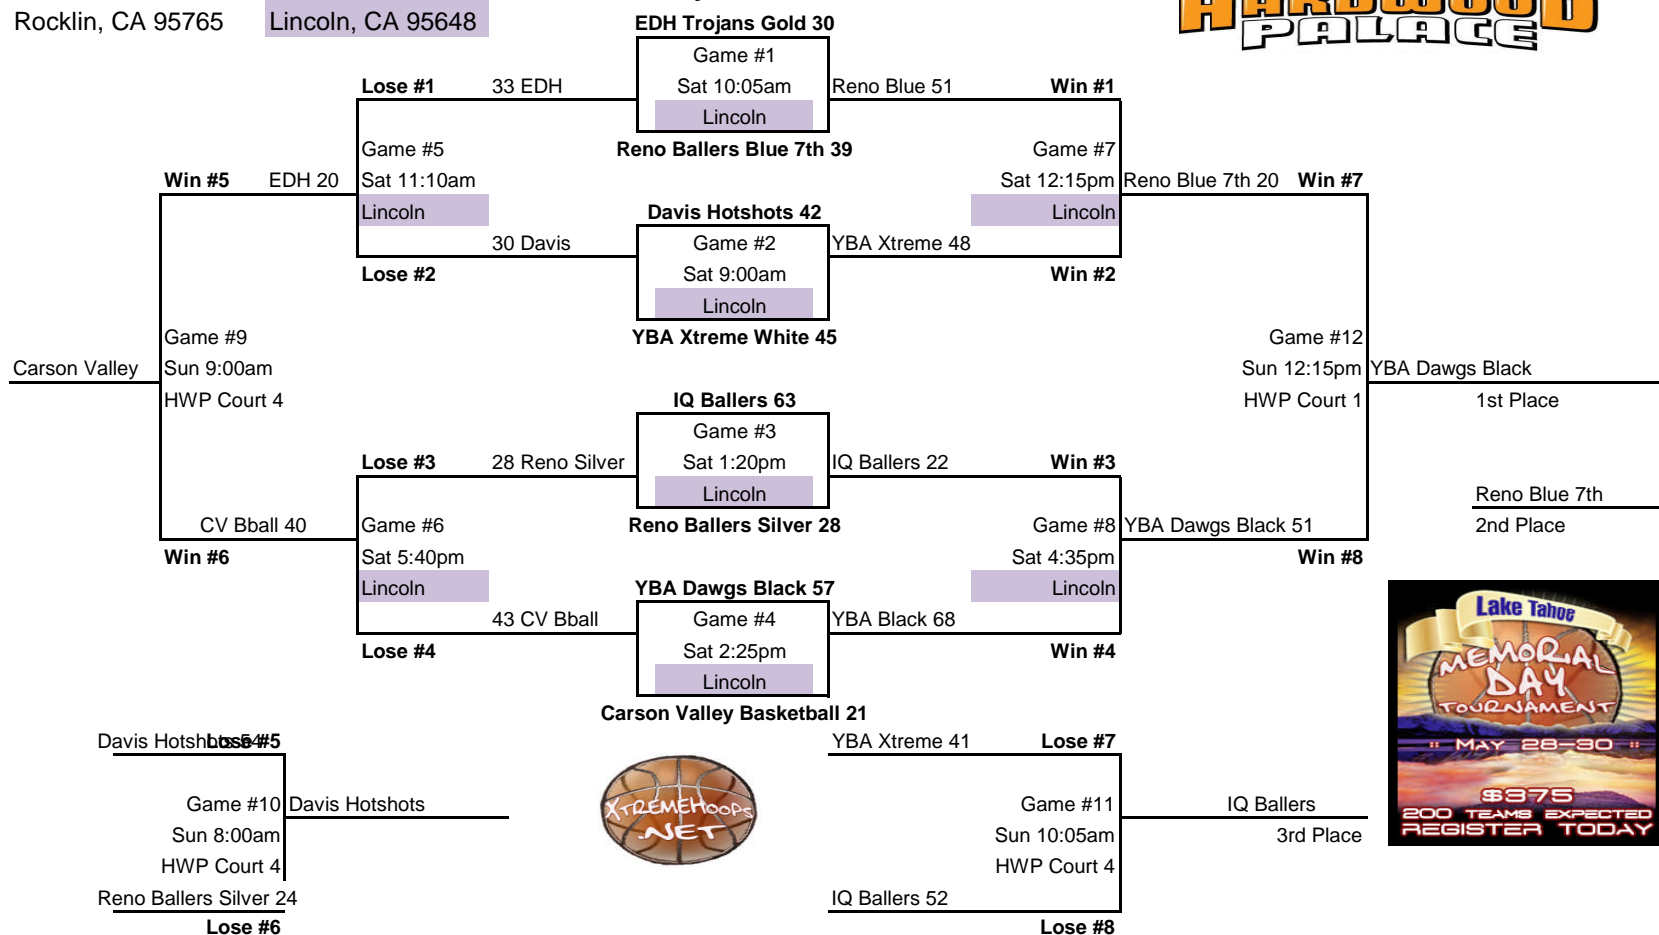 HARDWOOD
PALACE
Rocklin, CA 95765 Lincoln, CA 95648
EDH Trojans Gold 30
Game #1
Lose #1 33 EDH Sat 10:05am Reno Blue 51 Win #1
Lincoln
Game #5 Reno Ballers Blue 7th 39 Game #7
Win #5 EDH 20 Sat 11:10am Sat 12:15pm Reno Blue 7th 20 Win #7
Lincoln Davis Hotshots 42 Lincoln
30 Davis Game #2 YBA Xtreme 48
Lose #2 Sat 9:00am Win #2
Lincoln
Game #9 YBA Xtreme White 45 Game #12
Carson Valley Sun 9:00am Sun 12:15pm YBA Dawgs Black
HWP Court 4 IQ Ballers 63 HWP Court 1 1st Place
Game #3
Lose #3 28 Reno Silver Sat 1:20pm IQ Ballers 22 Win #3
Lincoln Reno Blue 7th
CV Bball 40 Game #6 Reno Ballers Silver 28 Game #8 YBA Dawgs Black 51 2nd Place
Win #6 Sat 5:40pm Sat 4:35pm Win #8
Lincoln YBA Dawgs Black 57 Lincoln
43 CV Bball Game #4 YBA Black 68
Lose #4 Sat 2:25pm Win #4
Lincoln
Carson Valley Basketball 21
Davis Hotshots 54 Lose #5 YBA Xtreme 41 Lose #7
Game #10 Davis Hotshots Game #11 IQ Ballers
Sun 8:00am Sun 10:05am 3rd Place
HWP Court 4 HWP Court 4
Reno Ballers Silver 24 IQ Ballers 52
Lose #6 Lose #8
XTREMEHOOPS
.NET
Lake Tahoe
MEMORIAL
DAY
TOURNAMENT
MAY 28-30
$375
200 TEAMS EXPECTED
REGISTER TODAY